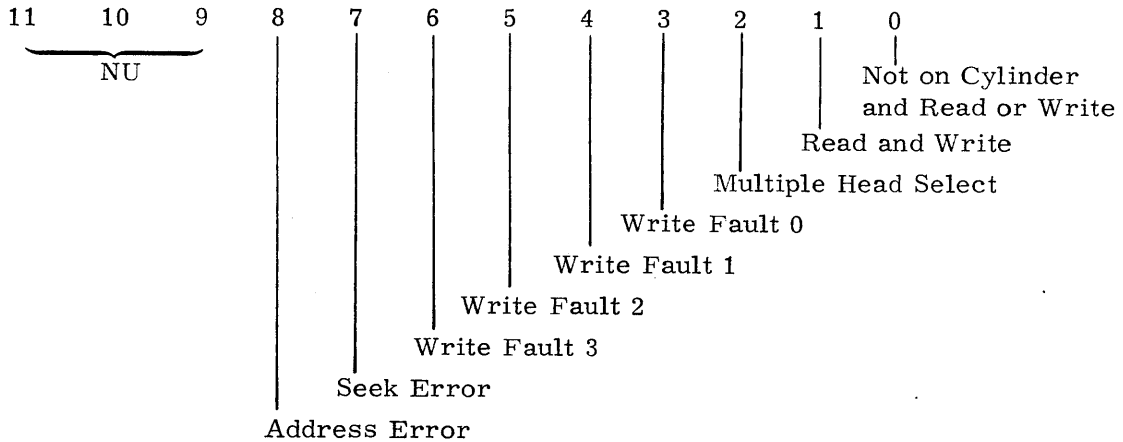 11 10 9 8 7 6 5 4 3 2 1 0
NU
Not on Cylinder
and Read or Write
Read and Write
Multiple Head Select
Write Fault 0
Write Fault 1
Write Fault 2
Write Fault 3
Seek Error
Address Error